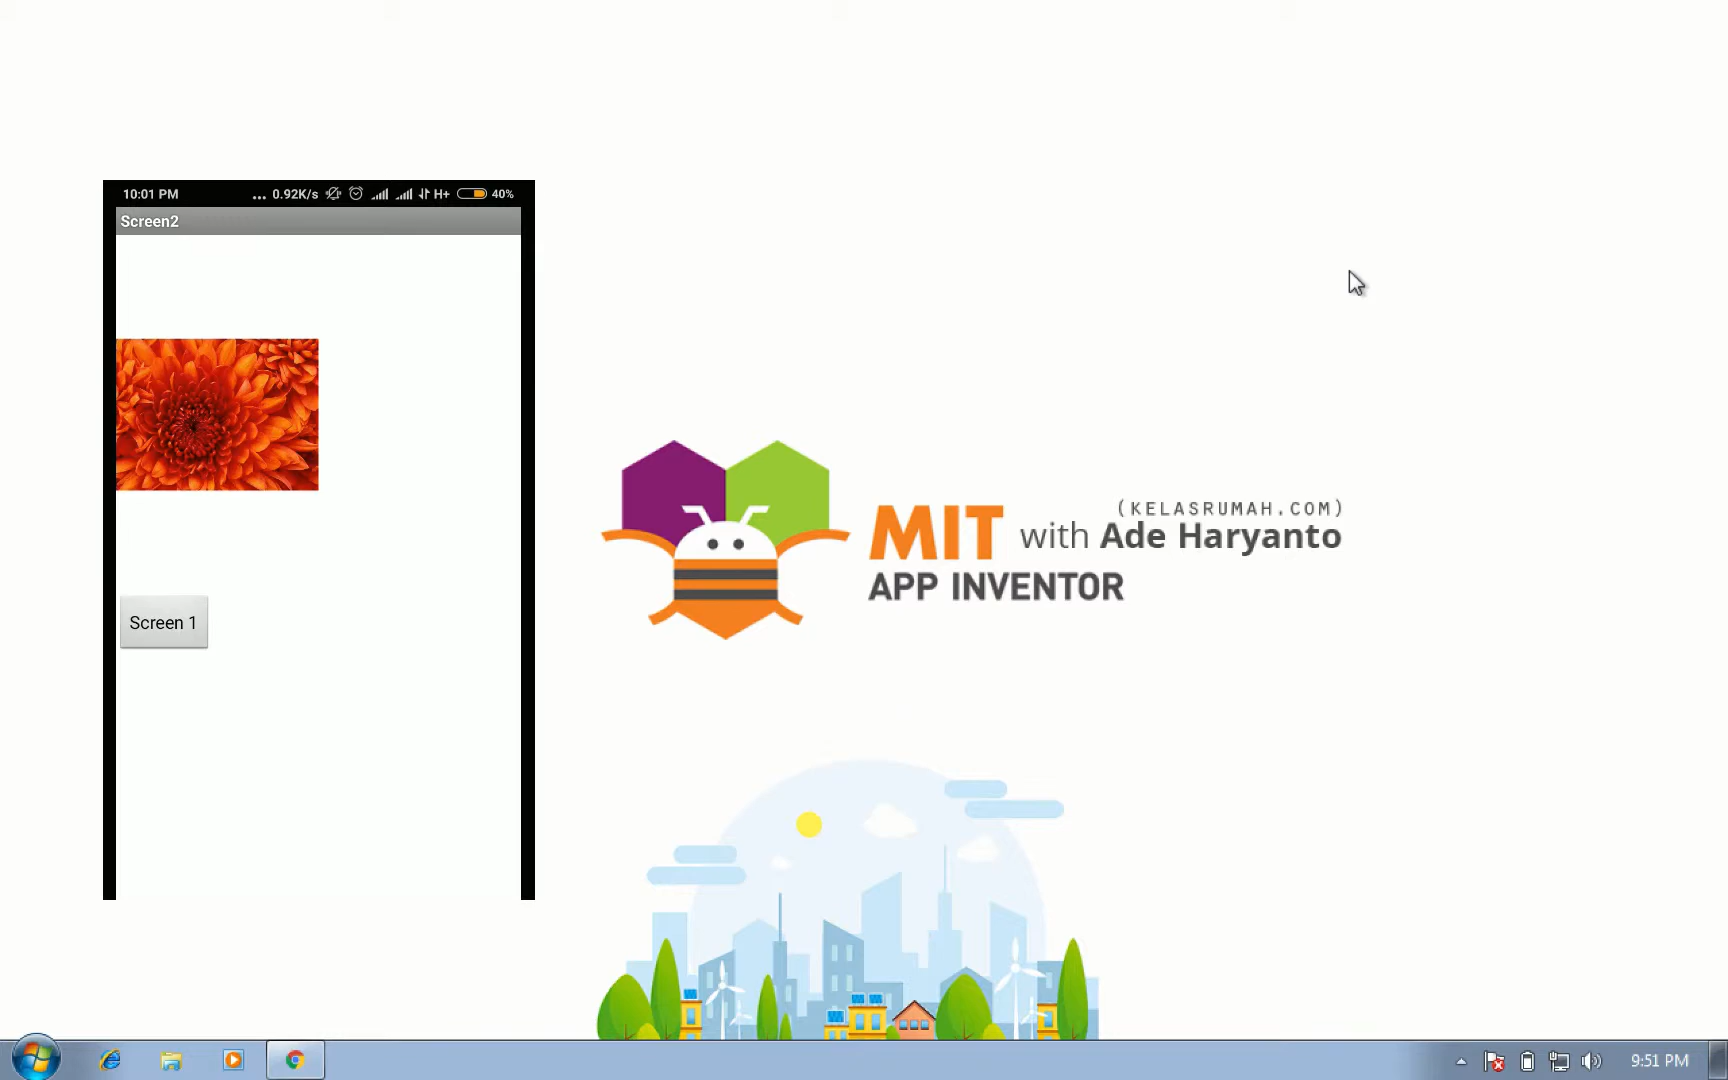 10:01 PM ... 0.92K/s H+ 40%
Screen2
Screen 1
(KELASRUMAH.COM)
MIT with Ade Haryanto
APP INVENTOR
9:51 PM